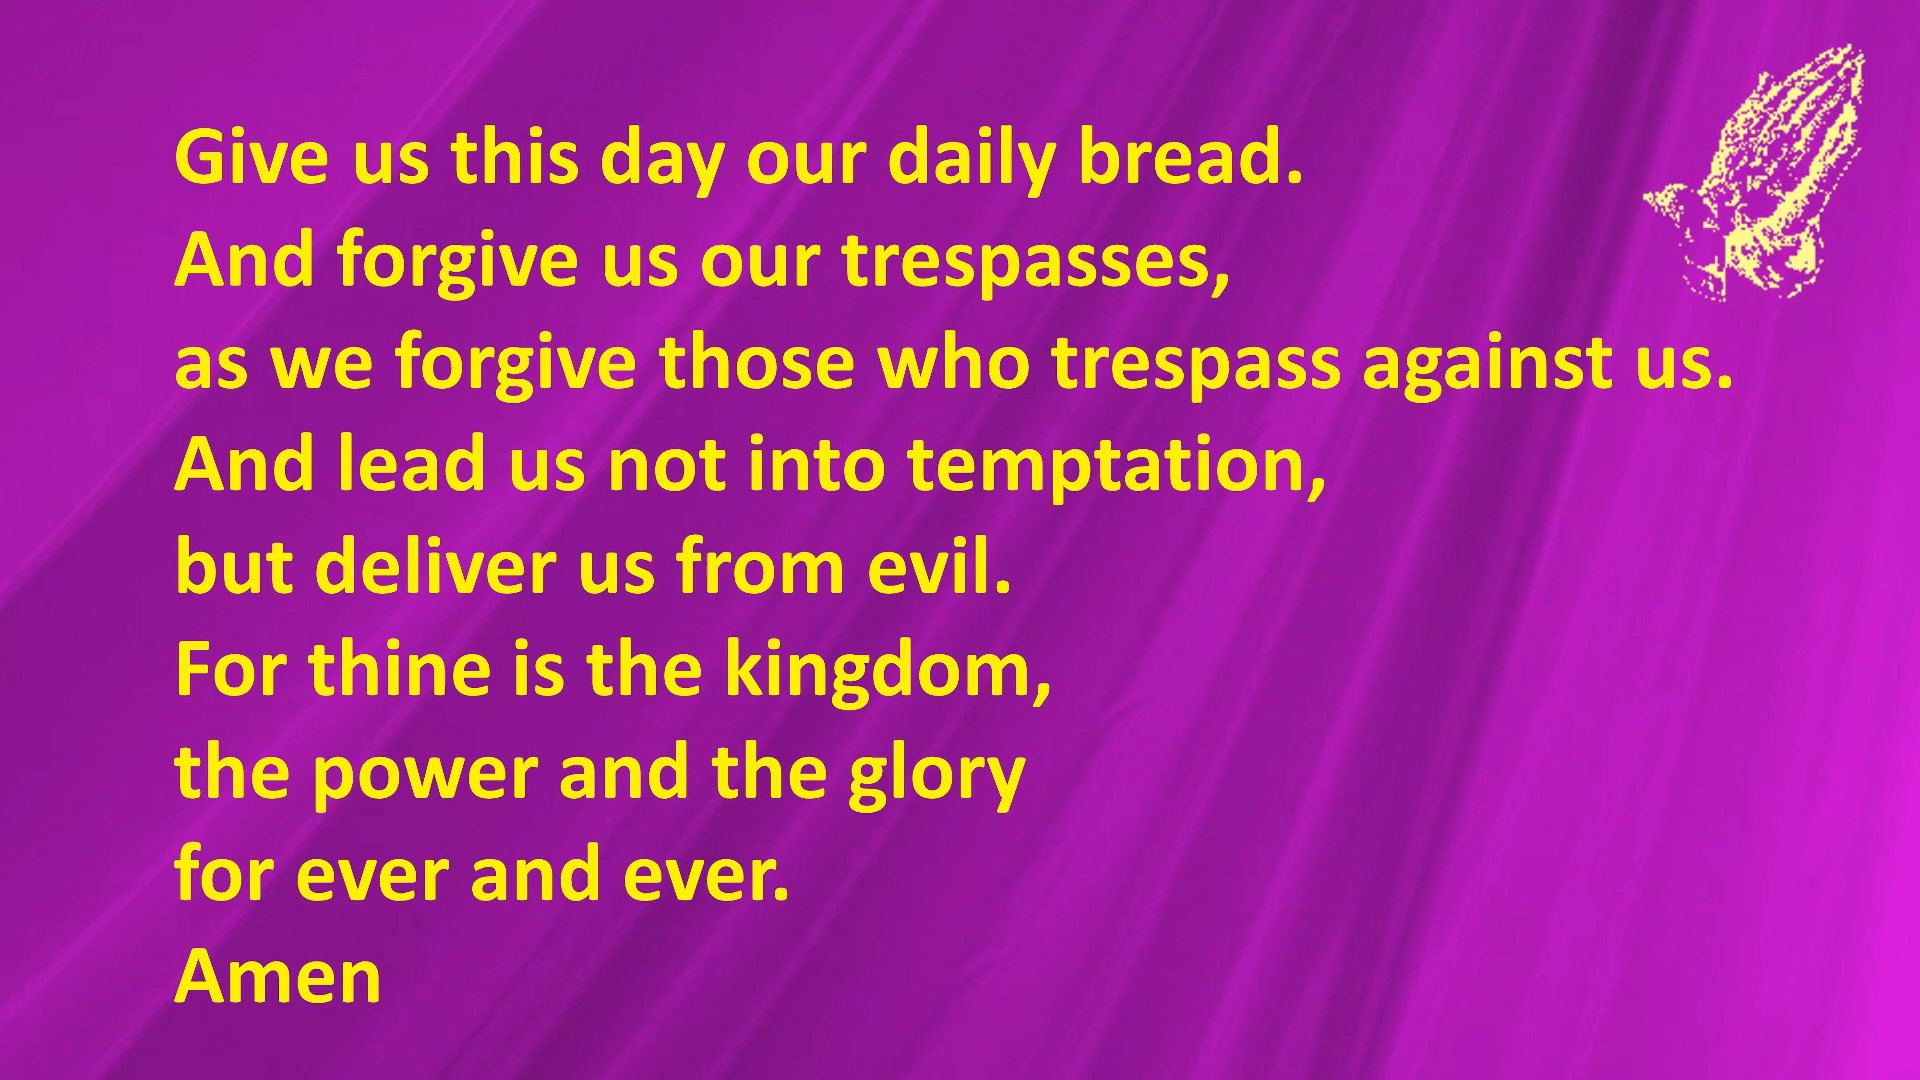 Give us this day our daily bread.
And forgive us our trespasses,
as we forgive those who trespass against us.
And lead us not into temptation,
but deliver us from evil.
For thine is the kingdom,
the power and the glory
for ever and ever.
Amen